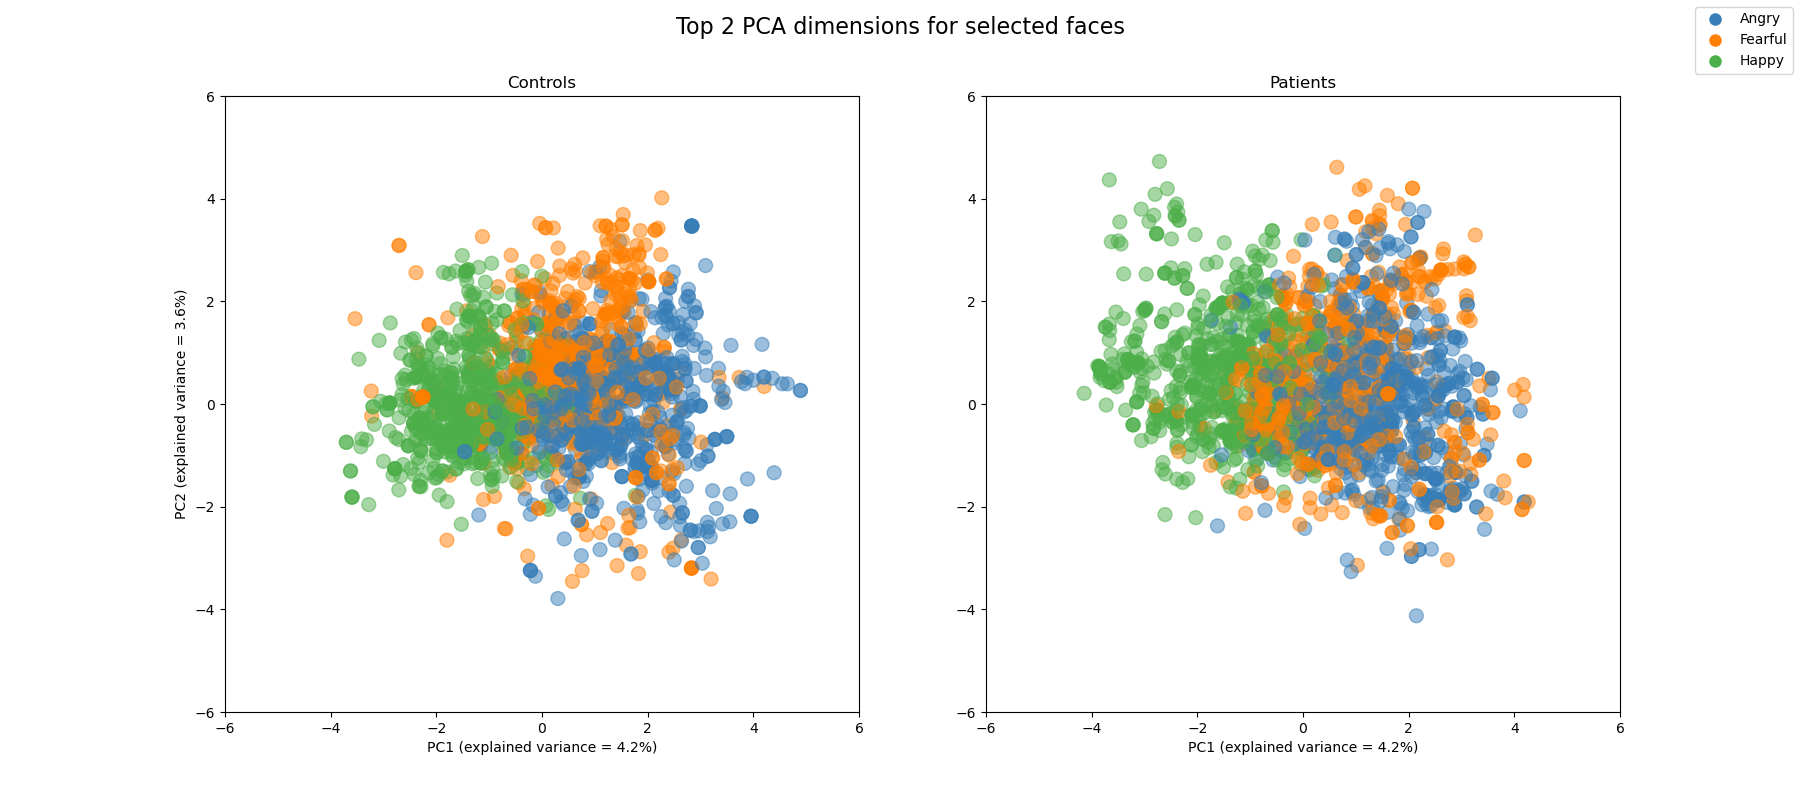 Top 2 PCA dimensions for selected faces
Angry
Fearful
Happy
Controls
6
4
2
0
−2
−4
−6
PC2 (explained variance = 3.6%)
−6 −4 −2 0 2 4 6
PC1 (explained variance = 4.2%)
Patients
6
4
2
0
−2
−4
−6
−6 −4 −2 0 2 4 6
PC1 (explained variance = 4.2%)